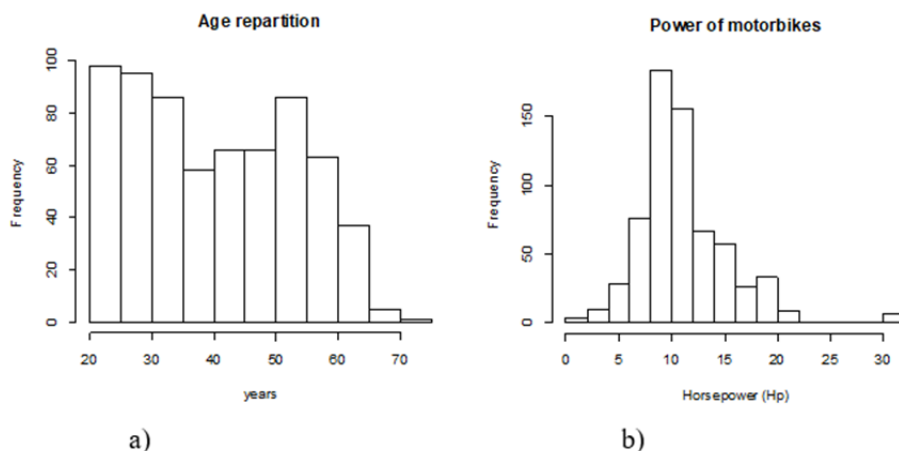 Age repartition
Frequency
100
80
60
40
20
0
20 30 40 50 60 70
years
a)
Power of motorbikes
Frequency
150
100
50
0
0 5 10 15 20 25 30
Horsepower (Hp)
b)